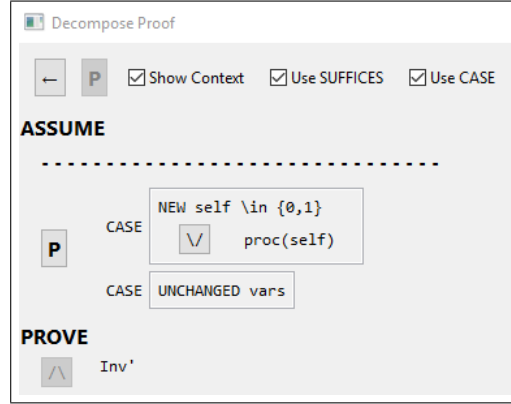 Decompose Proof
← P Show Context Use SUFFICES Use CASE
ASSUME
- - - - - - - - - - - - - - - - - - - - - - - - - - - - - - -
NEW self \in {0,1}
CASE
\/ proc(self)
P
CASE UNCHANGED vars
PROVE
/\ Inv'